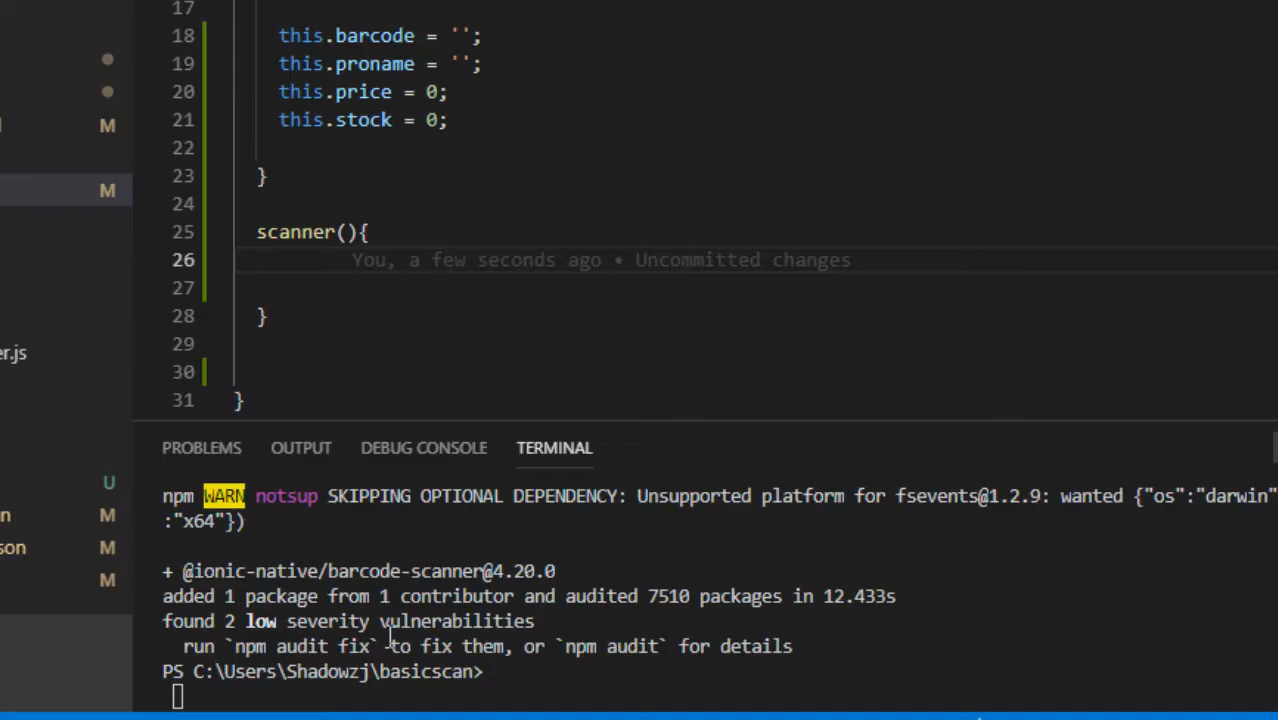 17
18 this.barcode = '';
19 this.proname = '';
20 this.price = 0;
21 this.stock = 0;
22
M
23 }
24
M
25 scanner(){
26 You, a few seconds ago • Uncommitted changes
27
28 }
29
er.js
30
31 }
PROBLEMS OUTPUT DEBUG CONSOLE TERMINAL
U
npm WARN notsup SKIPPING OPTIONAL DEPENDENCY: Unsupported platform for fsevents@1.2.9: wanted {"os":"darwin"
n M
:"x64"})
son M
+ @ionic-native/barcode-scanner@4.20.0
M
added 1 package from 1 contributor and audited 7510 packages in 12.433s
found 2 low severity vulnerabilities
run `npm audit fix` to fix them, or `npm audit` for details
PS C:\Users\Shadowzj\basicscan>